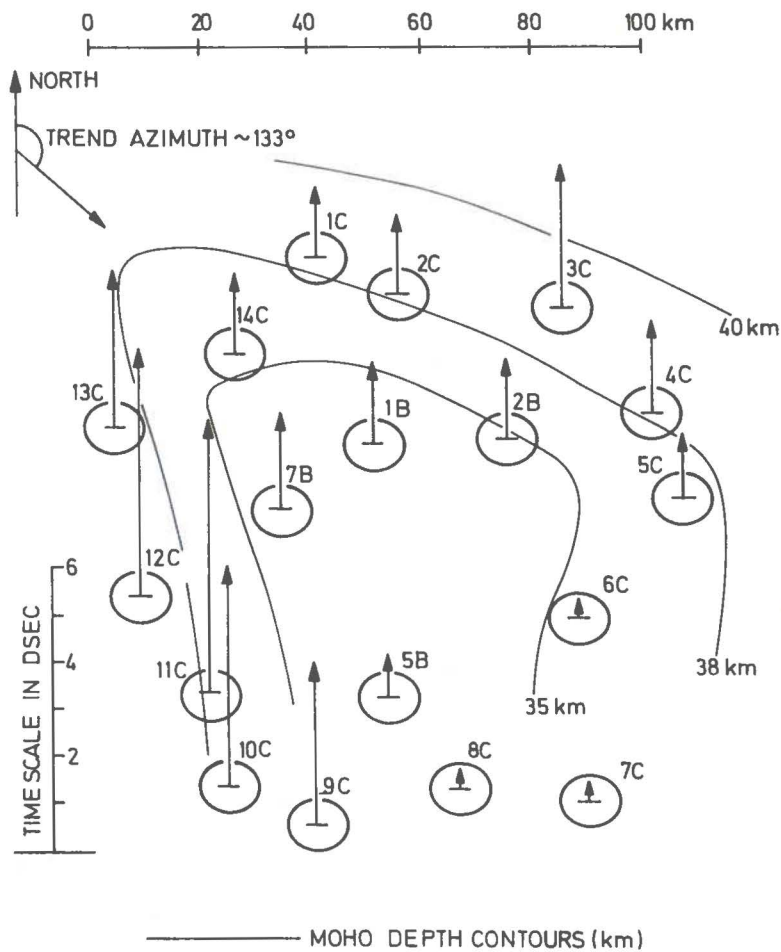 0 20 40 60 80 100 km
NORTH
TREND AZIMUTH ~133°
1C
2C
3C
40 km
14C
4C
13C
1B
2B
5C
7B
12C
6
6C
11C
5B
38 km
35 km
4
10C
8C
7C
9C
2
TIME SCALE IN DSEC
MOHO DEPTH CONTOURS (km)